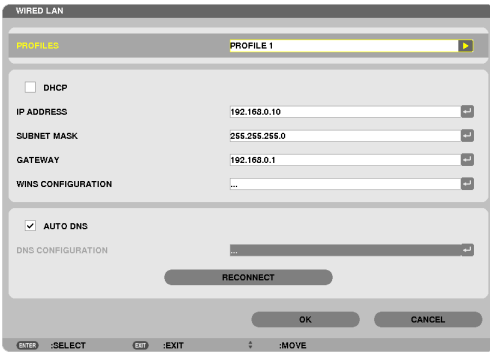 WIRED LAN
PROFILES PROFILE 1
DHCP
IP ADDRESS 192.168.0.10
SUBNET MASK 255.255.255.0
GATEWAY 192.168.0.1
WINS CONFIGURATION ...
AUTO DNS
DNS CONFIGURATION ...
RECONNECT
OK CANCEL
ENTER :SELECT EXIT :EXIT :MOVE